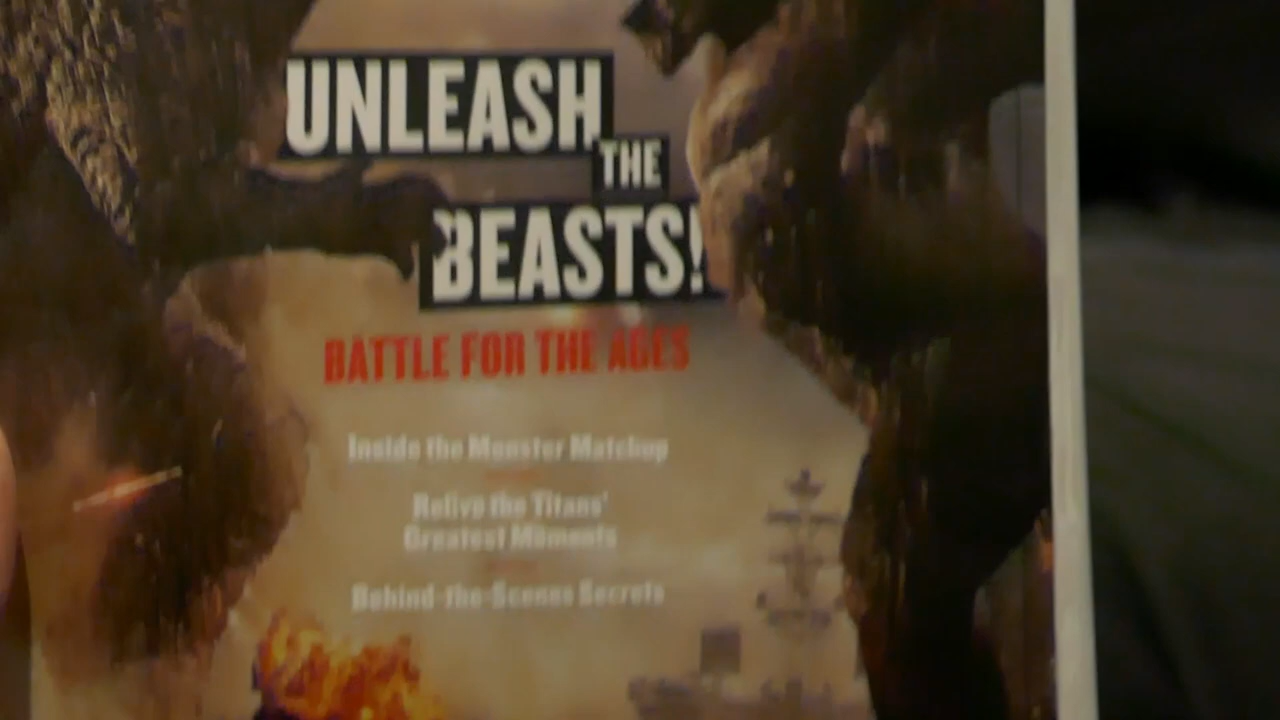 UNLEASH
THE
BEASTS!
BATTLE FOR THE AGES
Inside the Monster Matchup
Relive the Titans'
Greatest Moments
Behind-the-Scenes Secrets